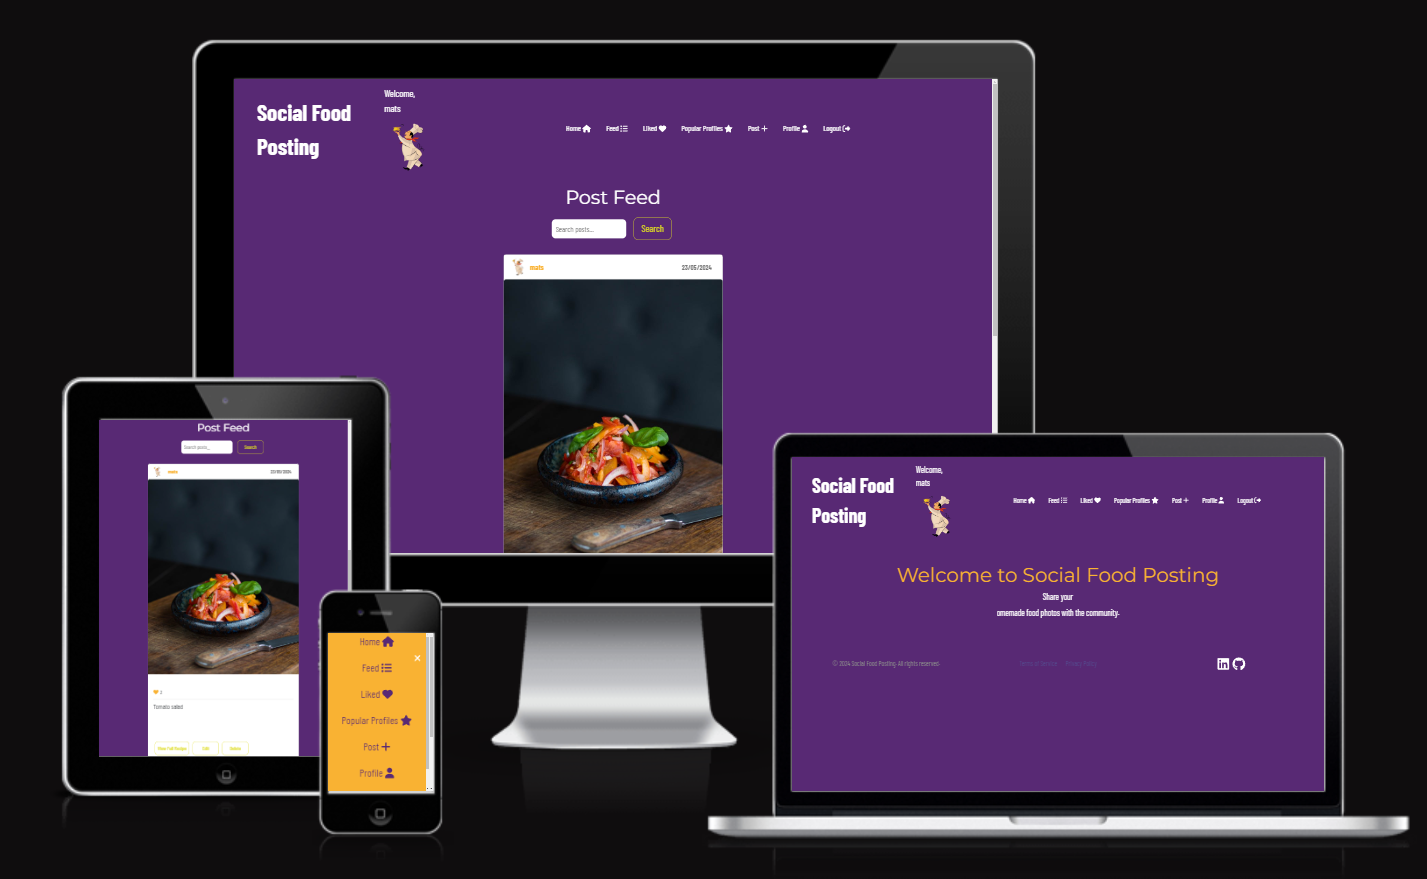 Social Food
Posting
Welcome,
mats
Home
Feed
Liked
Popular Profiles
Post
Profile
Logout
Post Feed
Search posts...
Search
mats
23/05/2024
Post Feed
Search posts...
Search
mats
23/05/2024
2
Tomato salad
View Full Recipe
Edit
Delete
Home
Feed
×
Liked
Popular Profiles
Post
Profile
Social Food
Posting
Welcome,
mats
Home
Feed
Liked
Popular Profiles
Post
Profile
Logout
Welcome to Social Food Posting
Share your
omemade food photos with the community.
© 2024 Social Food Posting. All rights reserved.
Terms of Service
Privacy Policy